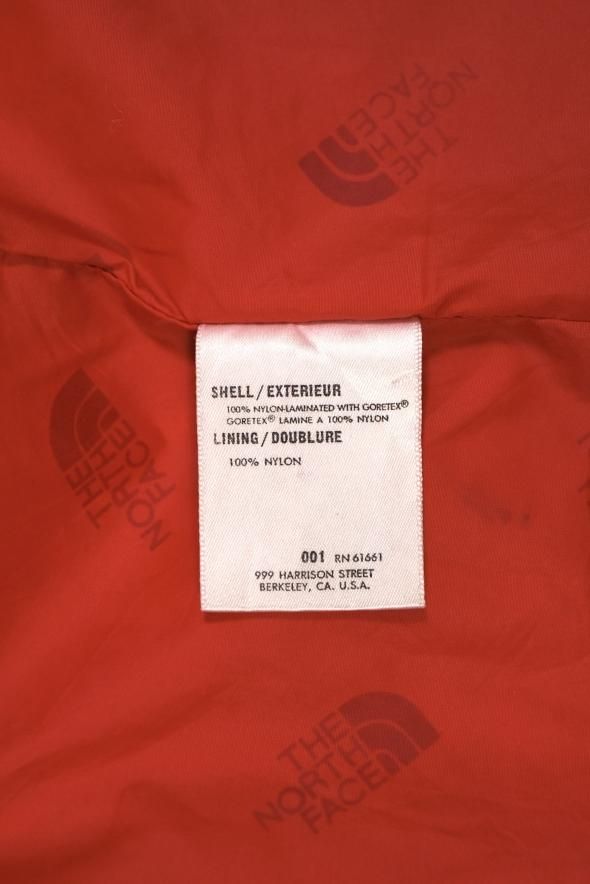 THE
NORTH
FACE
SHELL/EXTERIEUR
100% NYLON-LAMINATED WITH GORETEX®
GORETEX® LAMINE A 100% NYLON
LINING/DOUBLURE
100% NYLON
THE
NORTH
FACE
001 RN 61661
999 HARRISON STREET
BERKELEY, CA. U.S.A.
THE
NORTH
FACE